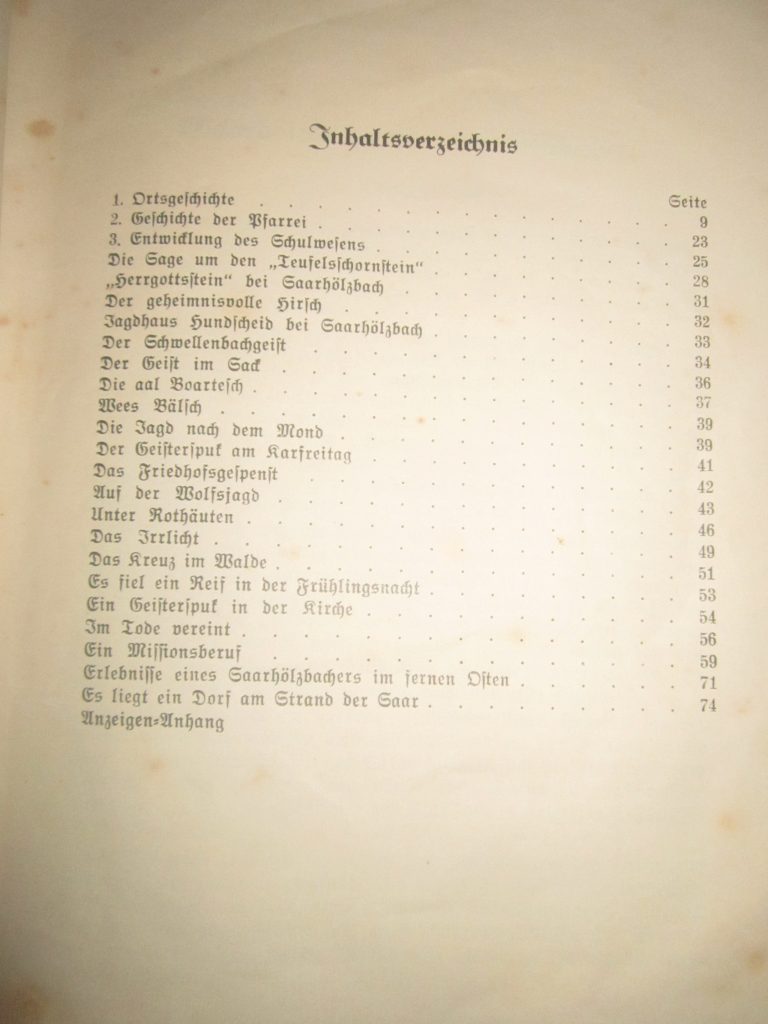 Inhaltsverzeichnis
Seite
1. Ortsgeschichte . . . . . . . . . . 9
2. Geschichte der Pfarrei . . . . . . . . . . 23
3. Entwicklung des Schulwesens . . . . . . . . . . 25
Die Sage um den „Teufelsschornstein“ . . . . . . . . . . 28
„Herrgottsstein“ bei Saarhölzbach . . . . . . . . . . 31
Der geheimnisvolle Hirsch . . . . . . . . . . 32
Jagdhaus Hundscheid bei Saarhölzbach . . . . . . . . . . 33
Der Schwellenbachgeist . . . . . . . . . . 34
Der Geist im Sack . . . . . . . . . . 36
Die aal Boartesch . . . . . . . . . . 37
Wees Bälsch . . . . . . . . . . 39
Die Jagd nach dem Mond . . . . . . . . . . 39
Der Geisterspuk am Karfreitag . . . . . . . . . . 41
Das Friedhofsgespenst . . . . . . . . . . 42
Auf der Wolfsjagd . . . . . . . . . . 43
Unter Rothäuten . . . . . . . . . . 46
Das Irrlicht . . . . . . . . . . 49
Das Kreuz im Walde . . . . . . . . . . 51
Es fiel ein Reif in der Frühlingsnacht . . . . . . . . . . 53
Ein Geisterspuk in der Kirche . . . . . . . . . . 54
Im Tode vereint . . . . . . . . . . 56
Ein Missionsberuf . . . . . . . . . . 59
Erlebnisse eines Saarhölzbachers im fernen Osten . . . . . . 71
Es liegt ein Dorf am Strand der Saar . . . . . . . . . 74
Anzeigen-Anhang